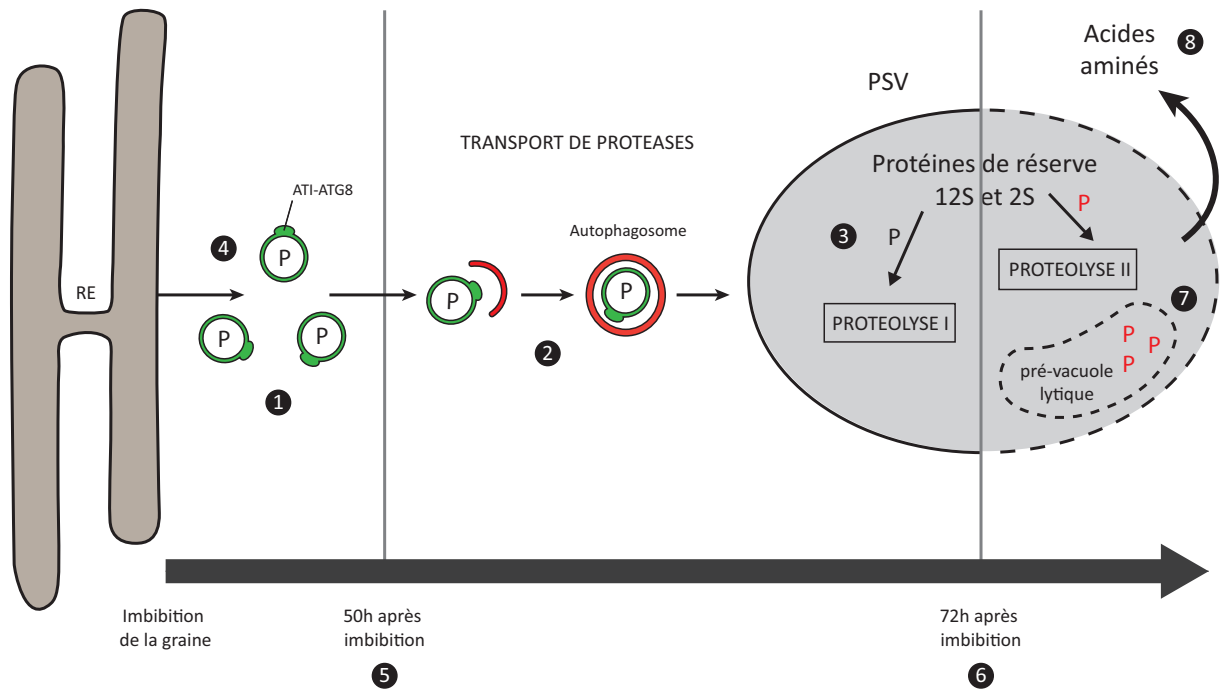 Acides
aminés
8
PSV
TRANSPORT DE PROTEASES
Protéines de réserve
12S et 2S
ATI-ATG8
4
P
3
P
P
Autophagosome
PROTEOLYSE II
RE
P
P
7
PROTEOLYSE I
P
P
P
P
P
pré-vacuole
lytique
2
1
Imbibition
de la graine
50h après
imbibition
72h après
imbibition
5
6